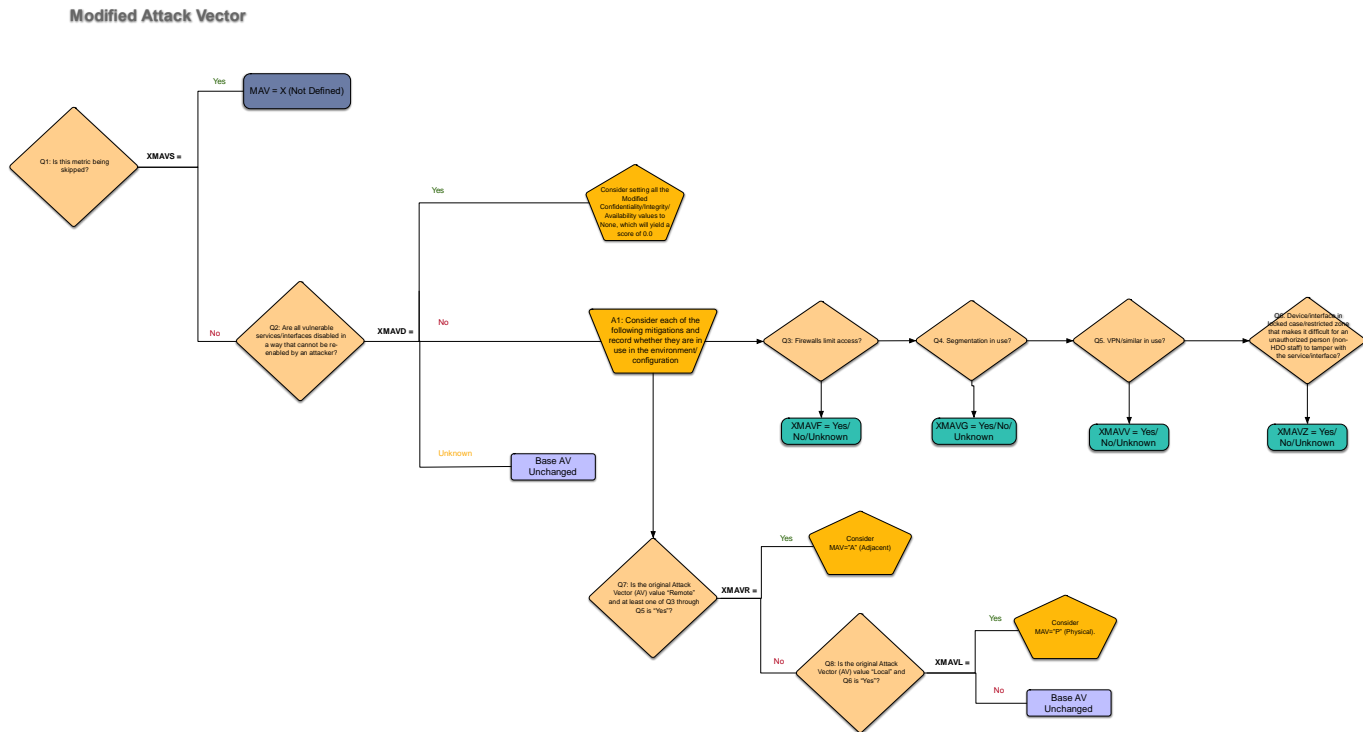 Modified Attack Vector
Yes
MAV = X (Not Defined)
Q1: Is this metric being
skipped?
XMAVS =
No
Q2: Are all vulnerable
services/interfaces disabled in
a way that cannot be re-
enabled by an attacker?
XMAVD =
Yes
Consider setting all the
Modified
Confidentiality/Integrity/
Availability values to
None, which will yield a
score of 0.0
No
A1: Consider each of the
following mitigations and
record whether they are in
use in the environment/
configuration
Unknown
Base AV
Unchanged
Q3: Firewalls limit access?
XMAVF = Yes/
No/Unknown
Q4. Segmentation in use?
XMAVG = Yes/No/
Unknown
Q5. VPN/similar in use?
XMAVV = Yes/
No/Unknown
Q6: Device/interface in
locked case/restricted zone
that makes it difficult for an
unauthorized person (non-
HDO staff) to tamper with
the service/interface?
XMAVZ = Yes/
No/Unknown
Q7: Is the original Attack
Vector (AV) value “Remote”
and at least one of Q3 through
Q5 is “Yes”?
XMAVR =
Yes
Consider
MAV="A" (Adjacent)
No
Q8: Is the original Attack
Vector (AV) value “Local” and
Q6 is “Yes”?
XMAVL =
Yes
Consider
MAV="P" (Physical).
No
Base AV
Unchanged